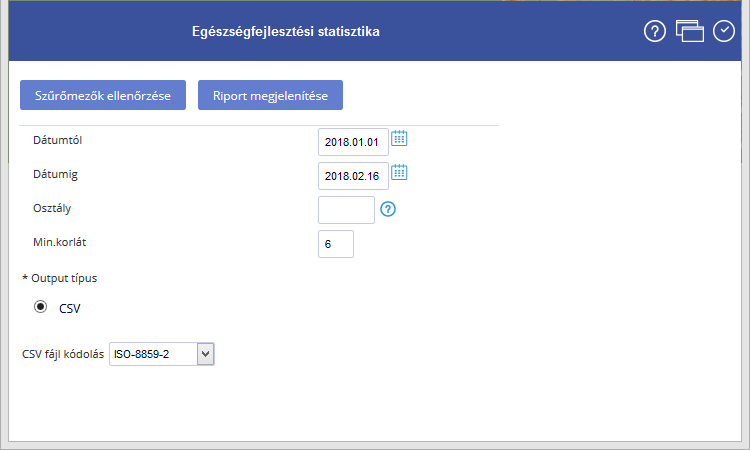 Egészségfejlesztési statisztika
Szűrőmezők ellenőrzése Riport megjelenítése
Dátumtól 2018.01.01
Dátumig 2018.02.16
Osztály
Min.korlát 6
* Output típus
CSV
CSV fájl kódolás ISO-8859-2